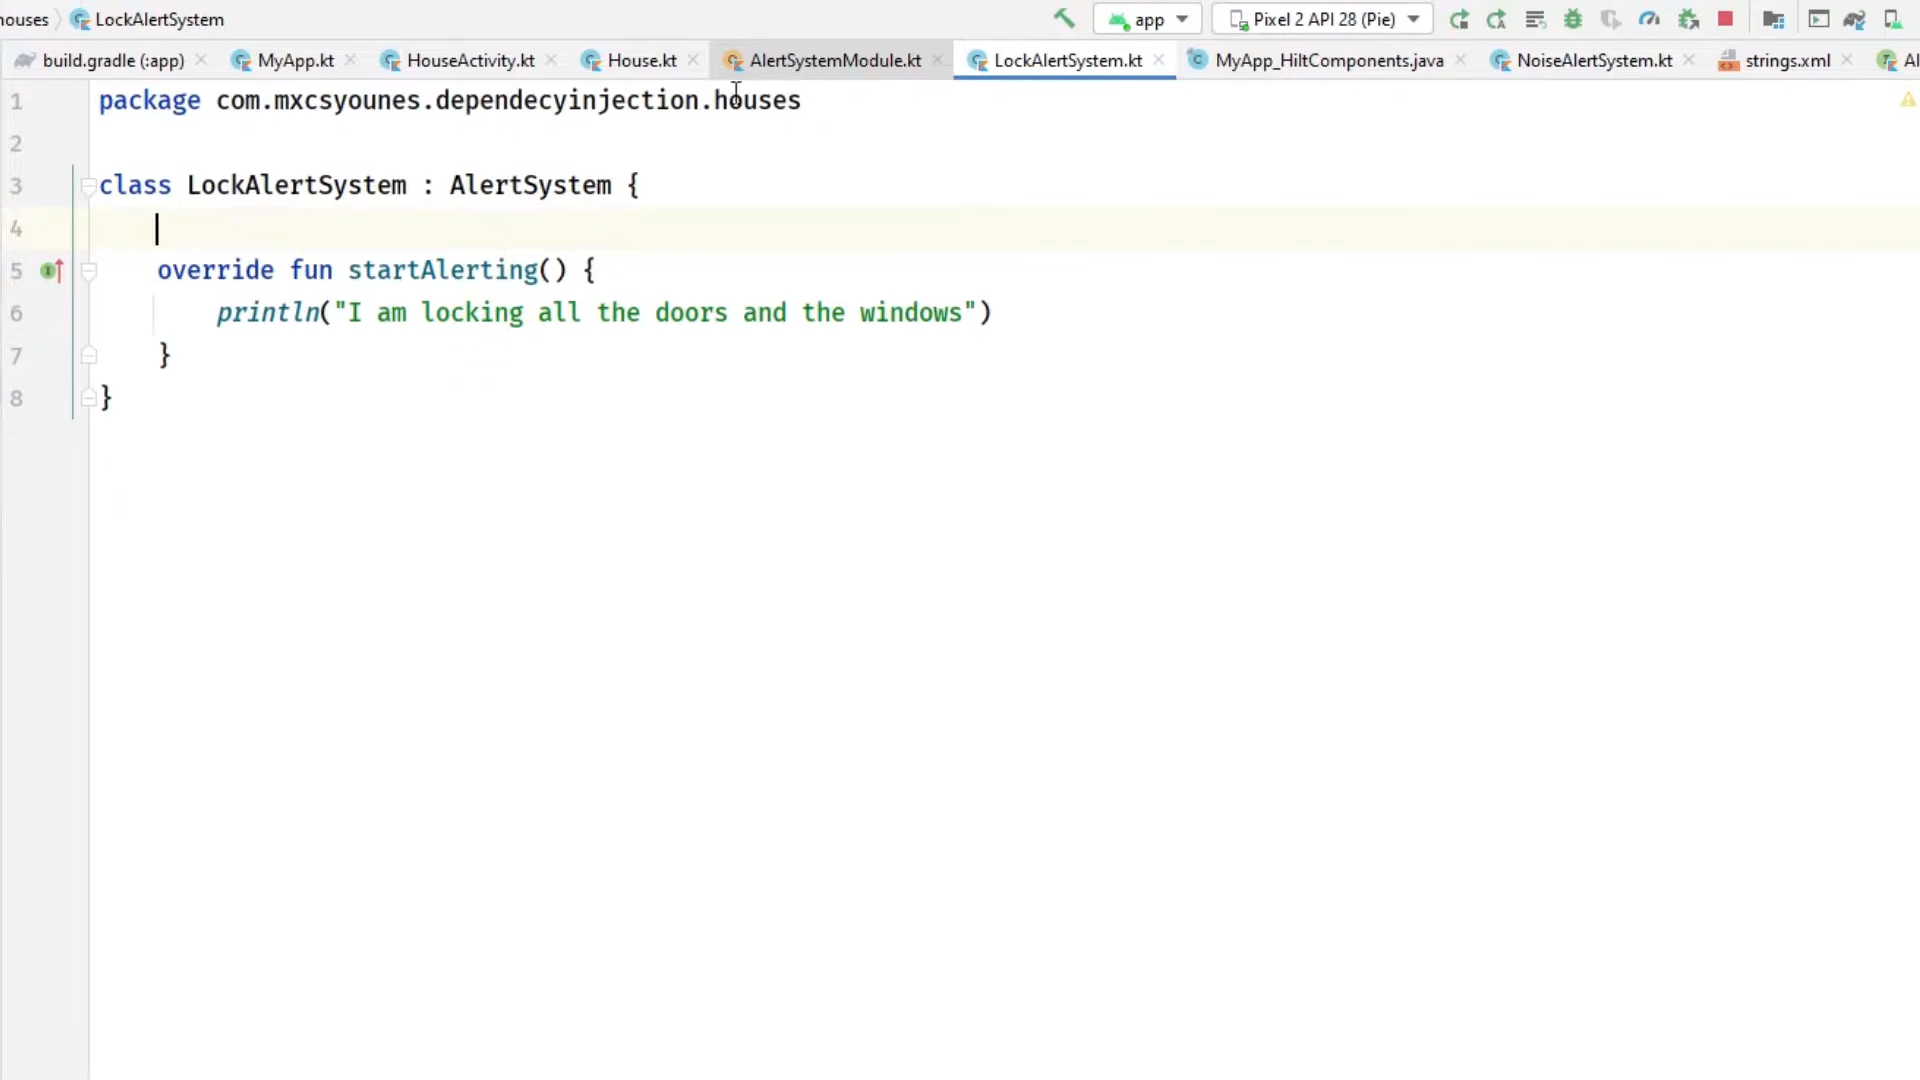 houses LockAlertSystem app Pixel 2 API 28 (Pie)
build.gradle (:app) MyApp.kt HouseActivity.kt House.kt AlertSystemModule.kt LockAlertSystem.kt MyApp_HiltComponents.java NoiseAlertSystem.kt strings.xml Al
1 package com.mxcsyounes.dependecyinjection.houses
2
3 class LockAlertSystem : AlertSystem {
4
5 override fun startAlerting() {
6 println("I am locking all the doors and the windows")
7 }
8 }